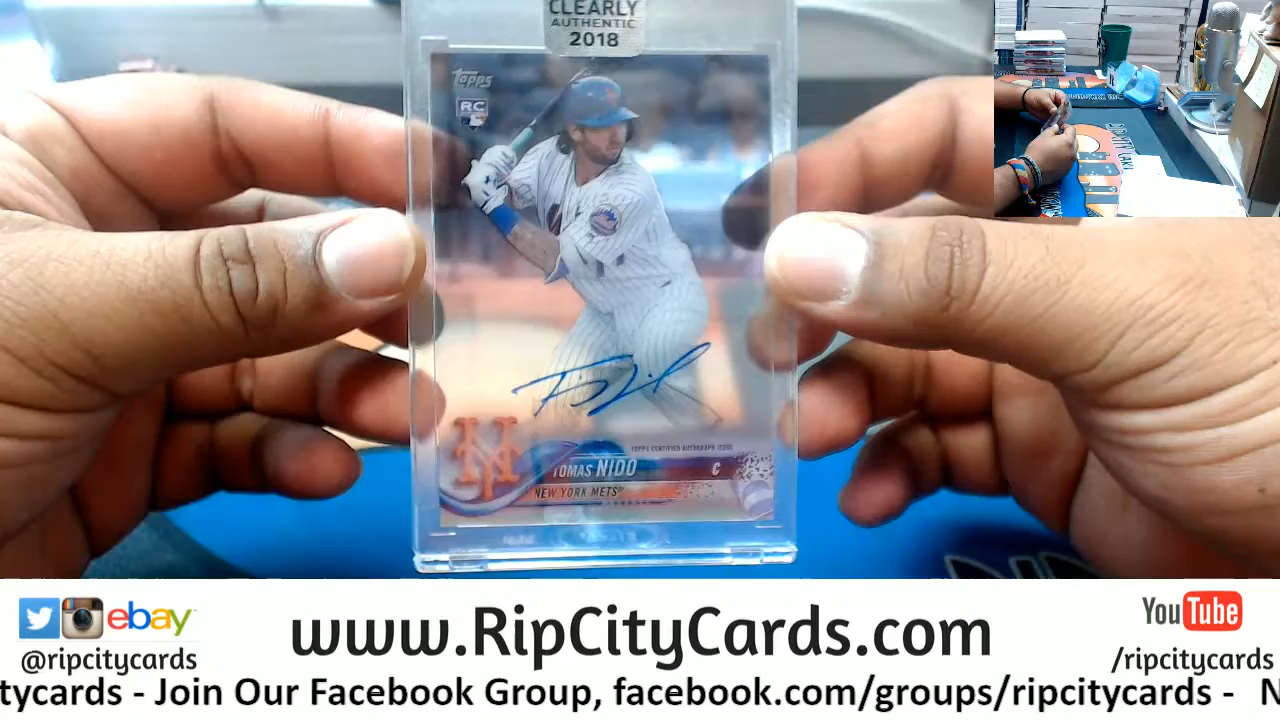 CLEARLY
AUTHENTIC
2018
Topps
RC
TOPPS CERTIFIED AUTOGRAPH ISSUE
TOMAS NIDO C
NEW YORK METS
ebay
@ripcitycards
www.RipCityCards.com
YouTube
/ripcitycards
tycards - Join Our Facebook Group, facebook.com/groups/ripcitycards - N